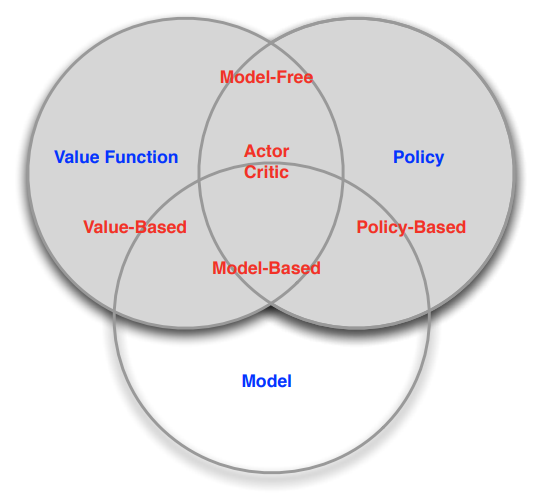 Model-Free
Actor
Critic
Value Function
Policy
Value-Based
Policy-Based
Model-Based
Model